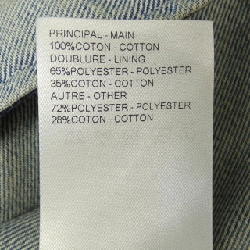 PRINCIPAL - MAIN
100%COTON - COTTON
DOUBLURE - LINING
65%POLYESTER - POLYESTER
35%COTON - COTTON
AUTRE - OTHER
72%POLYESTER - POLYESTER
28%COTON - COTTON